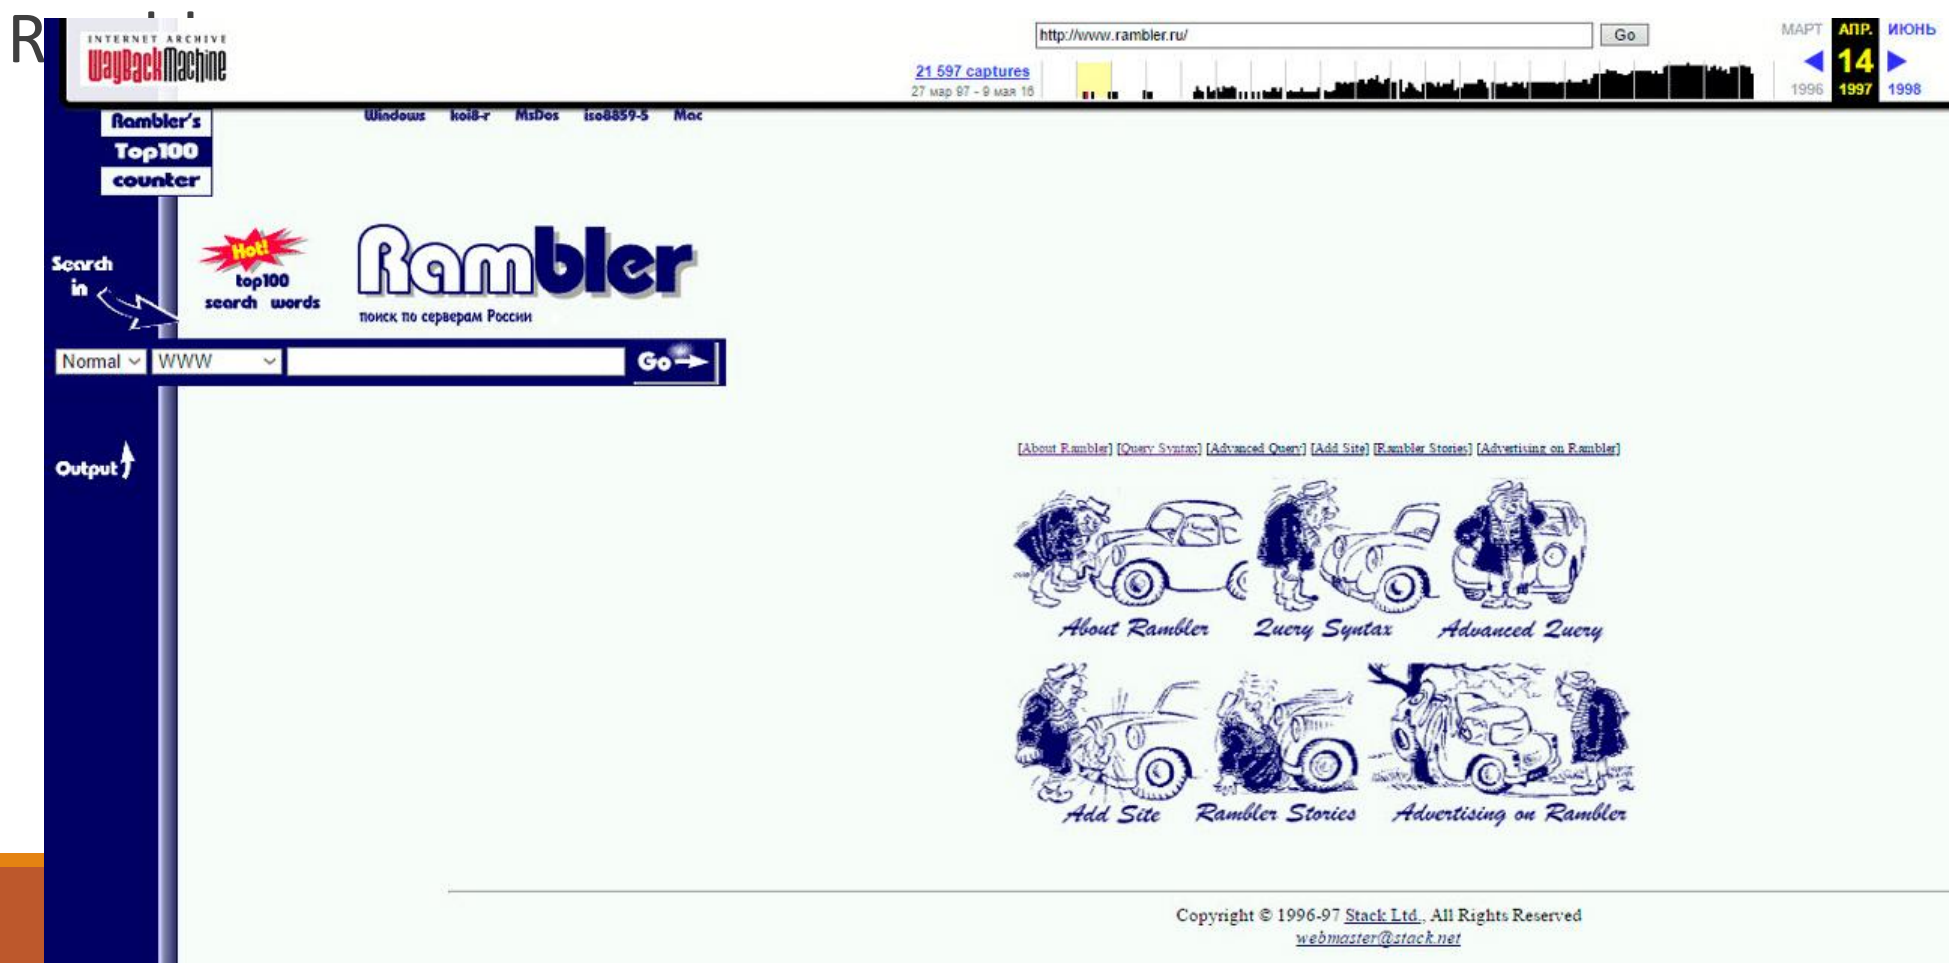 INTERNET ARCHIVE
WayBackMachine
http://www.rambler.ru/
Go
21 597 captures
27 мар 97 - 9 мая 16
МАРТ АПР. ИЮНЬ
14
1996 1997 1998
Rambler's
Top100
counter
Windows koi8-r MsDos iso8859-5 Mac
Hot!
top100
search words
Rambler
поиск по серверам России
Search
in
Normal WWW Go
Output
[About Rambler] [Query Syntax] [Advanced Query] [Add Site] [Rambler Stories] [Advertising on Rambler]
About Rambler Query Syntax Advanced Query
Add Site Rambler Stories Advertising on Rambler
Copyright © 1996-97 Stack Ltd., All Rights Reserved
webmaster@stack.net